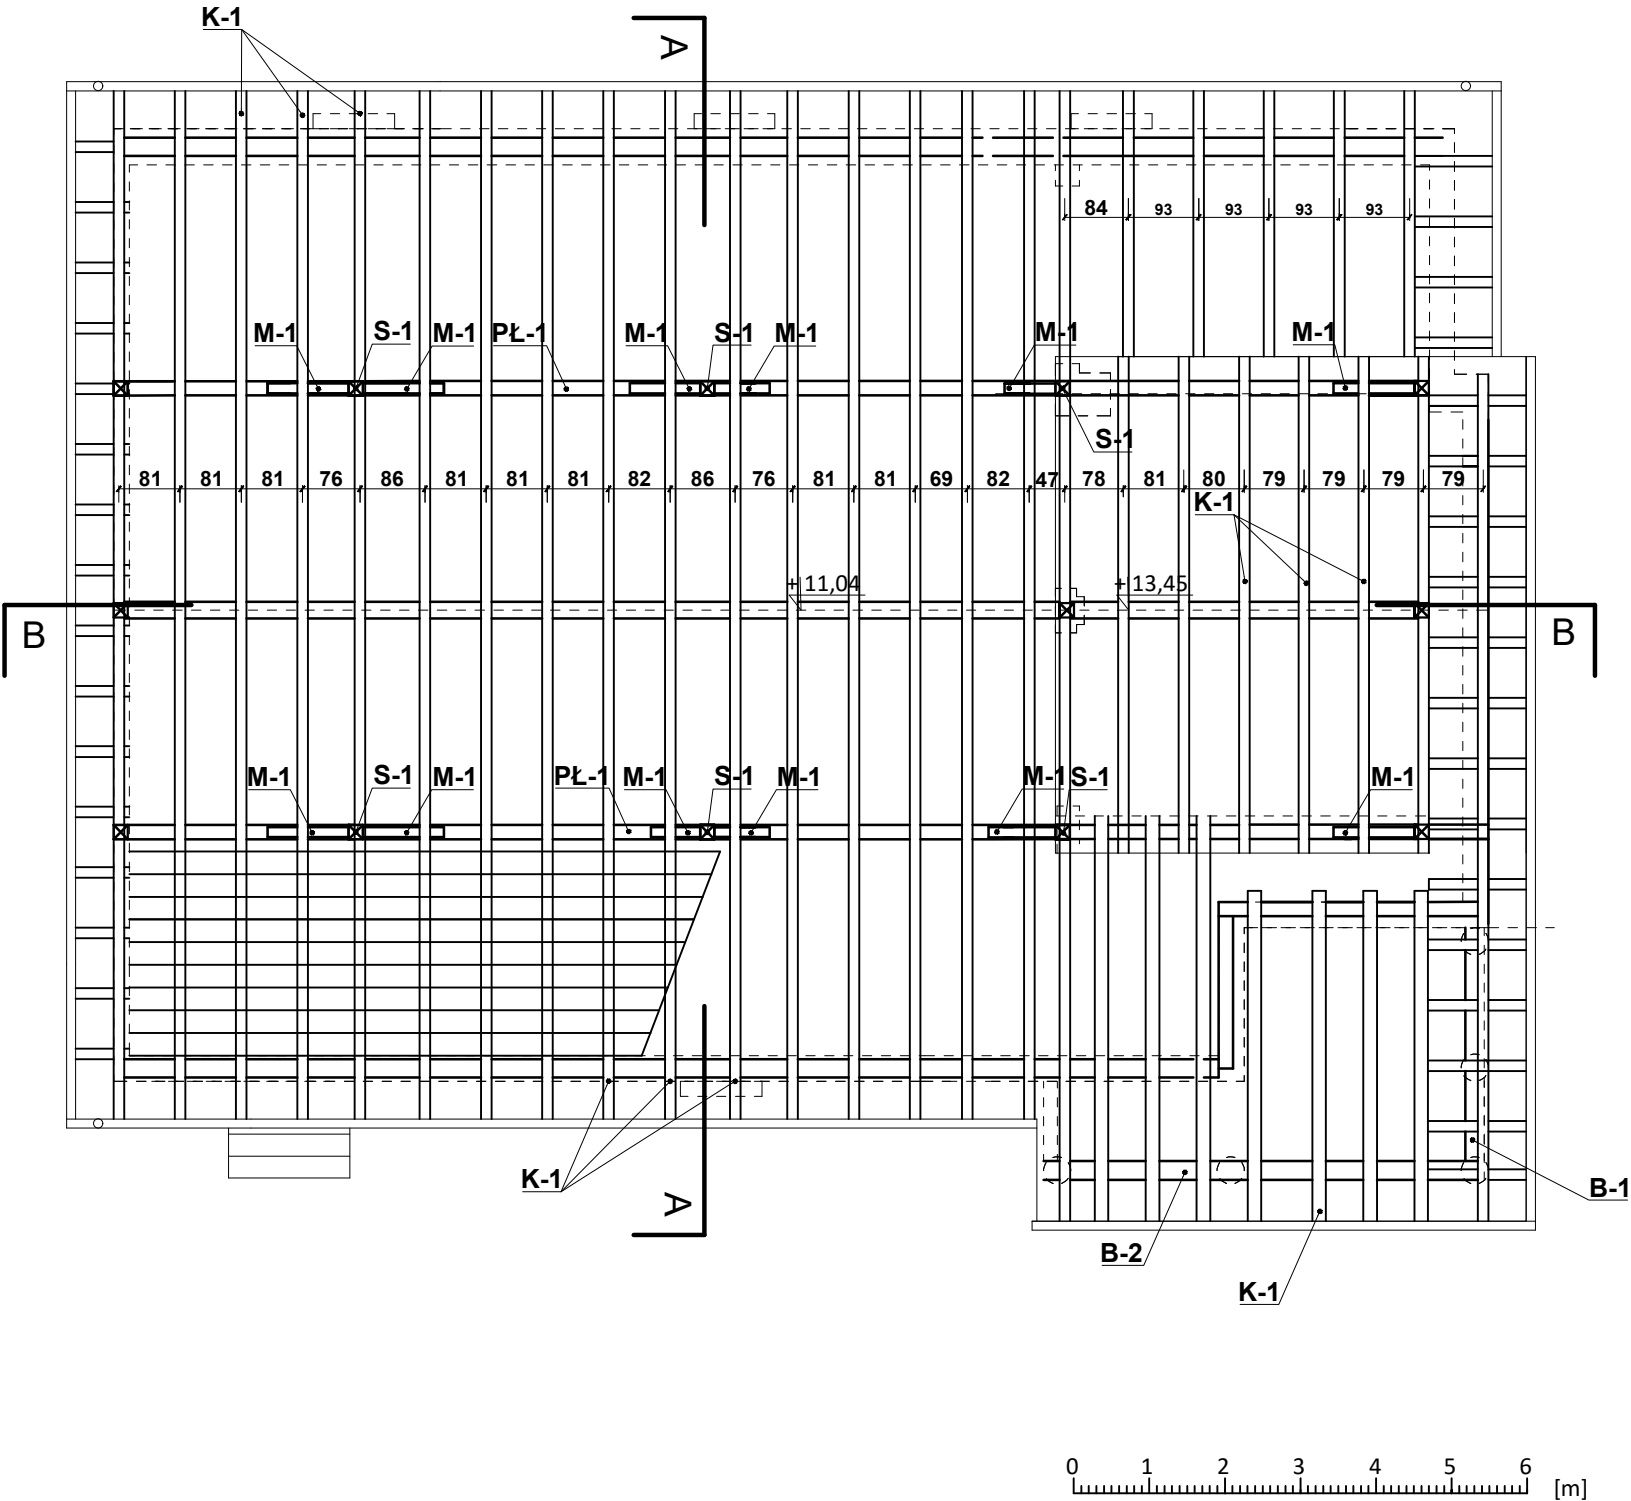 K-1
A
84 93 93 93 93
M-1 S-1 M-1 PŁ-1 M-1 S-1 M-1 M-1 M-1
S-1
81 81 81 76 86 81 81 81 82 86 76 81 81 69 82 47 78 81 80 79 79 79 79
K-1
+11,04 +13,45
B B
M-1 S-1 M-1 PŁ-1 M-1 S-1 M-1 M-1 S-1 M-1
K-1
A
B-1
B-2
K-1
0 1 2 3 4 5 6 [m]